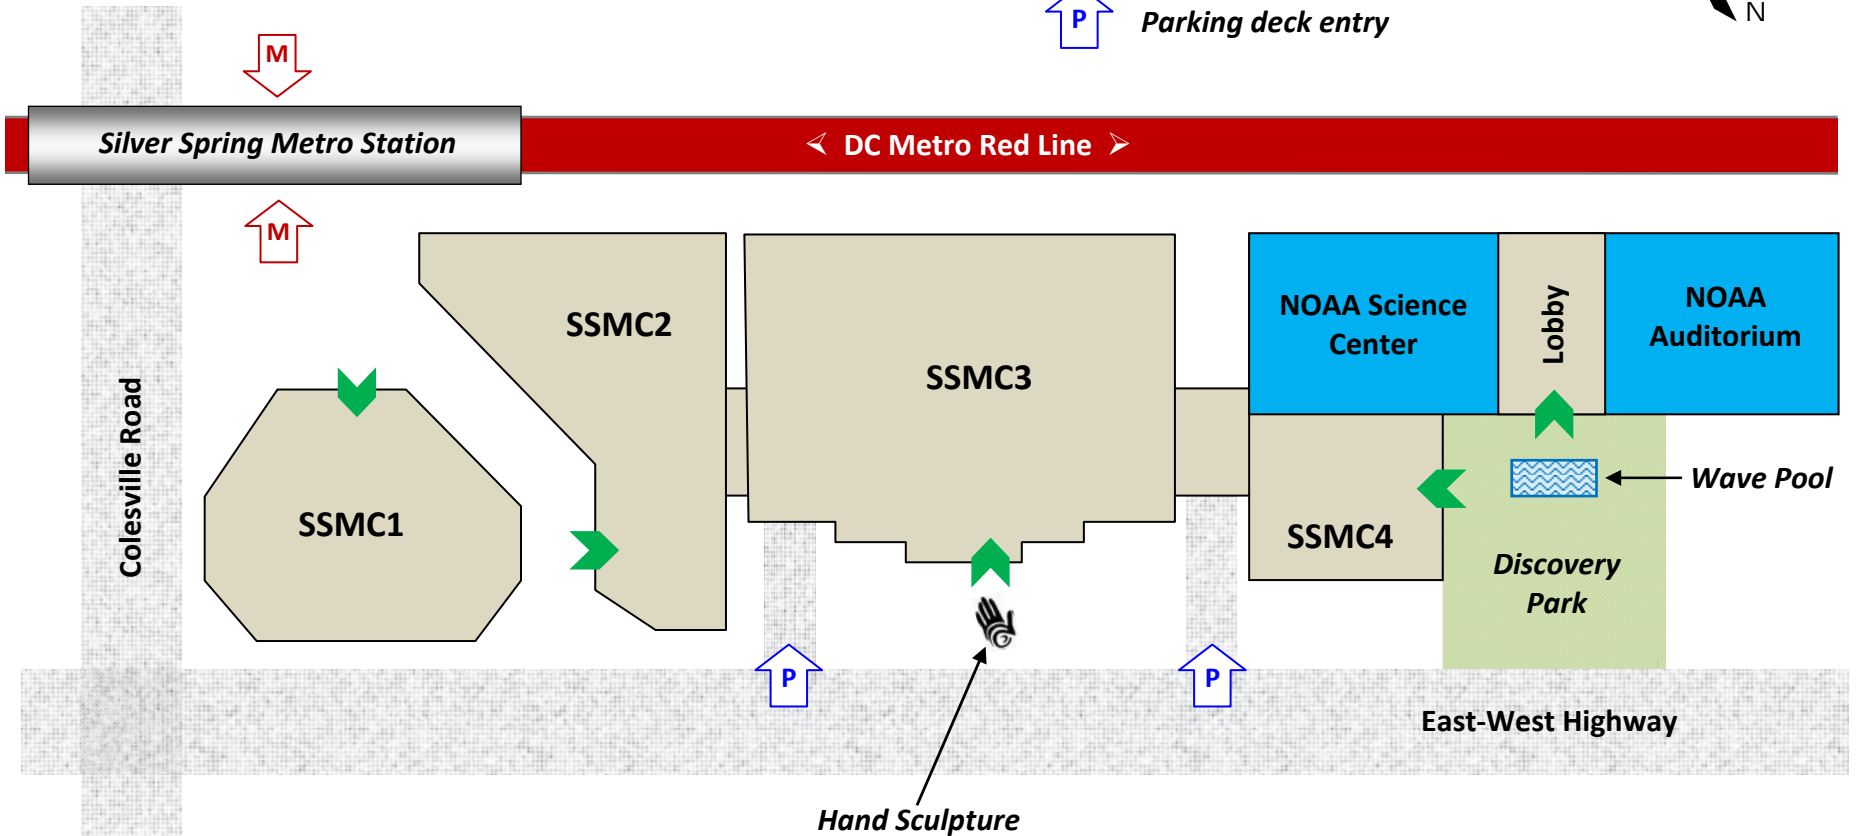 P
Parking deck entry
N
M
Silver Spring Metro Station
DC Metro Red Line
M
SSMC2
SSMC3
NOAA Science
Center
Lobby
NOAA
Auditorium
Colesville Road
SSMC1
SSMC4
Wave Pool
Discovery
Park
P
P
East-West Highway
Hand Sculpture